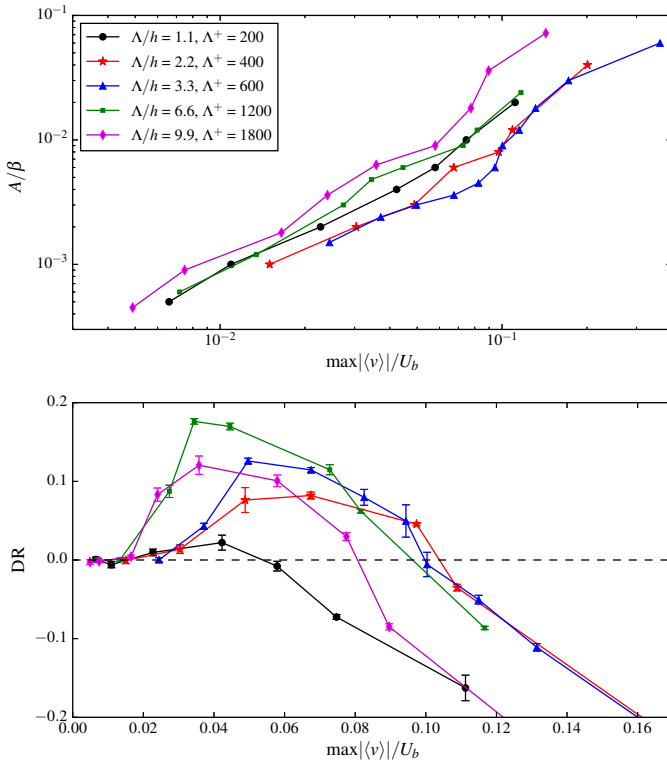 Λ/h = 1.1, Λ⁺ = 200
Λ/h = 2.2, Λ⁺ = 400
Λ/h = 3.3, Λ⁺ = 600
Λ/h = 6.6, Λ⁺ = 1200
Λ/h = 9.9, Λ⁺ = 1800
10⁻¹
10⁻²
10⁻³
A/β
10⁻² 10⁻¹
max|⟨v⟩|/U_b
0.2
0.1
0.0
−0.1
−0.2
DR
0.00 0.02 0.04 0.06 0.08 0.10 0.12 0.14 0.16
max|⟨v⟩|/U_b